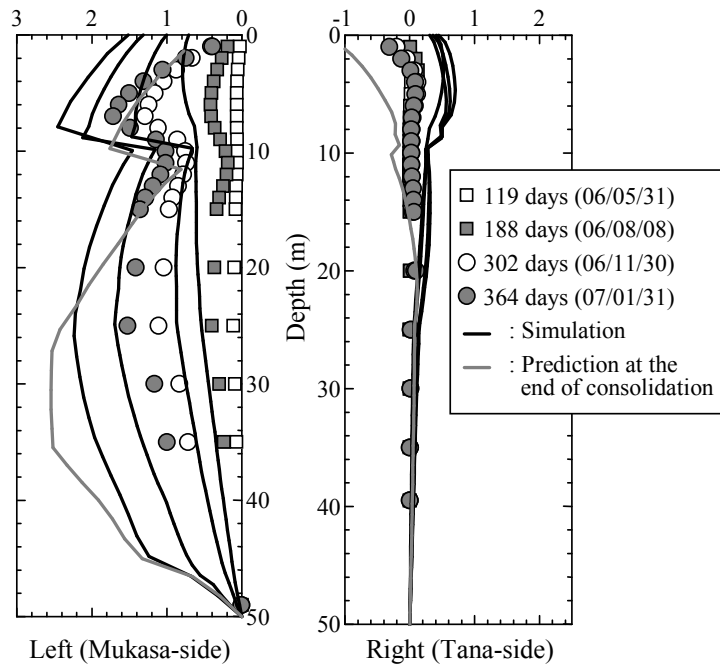 3 2 1 0
-1 0 1 2
0
10
20
30
40
50
Depth (m)
0
10
20
30
40
50
119 days (06/05/31)
188 days (06/08/08)
302 days (06/11/30)
364 days (07/01/31)
: Simulation
: Prediction at the
end of consolidation
Left (Mukasa-side)
Right (Tana-side)